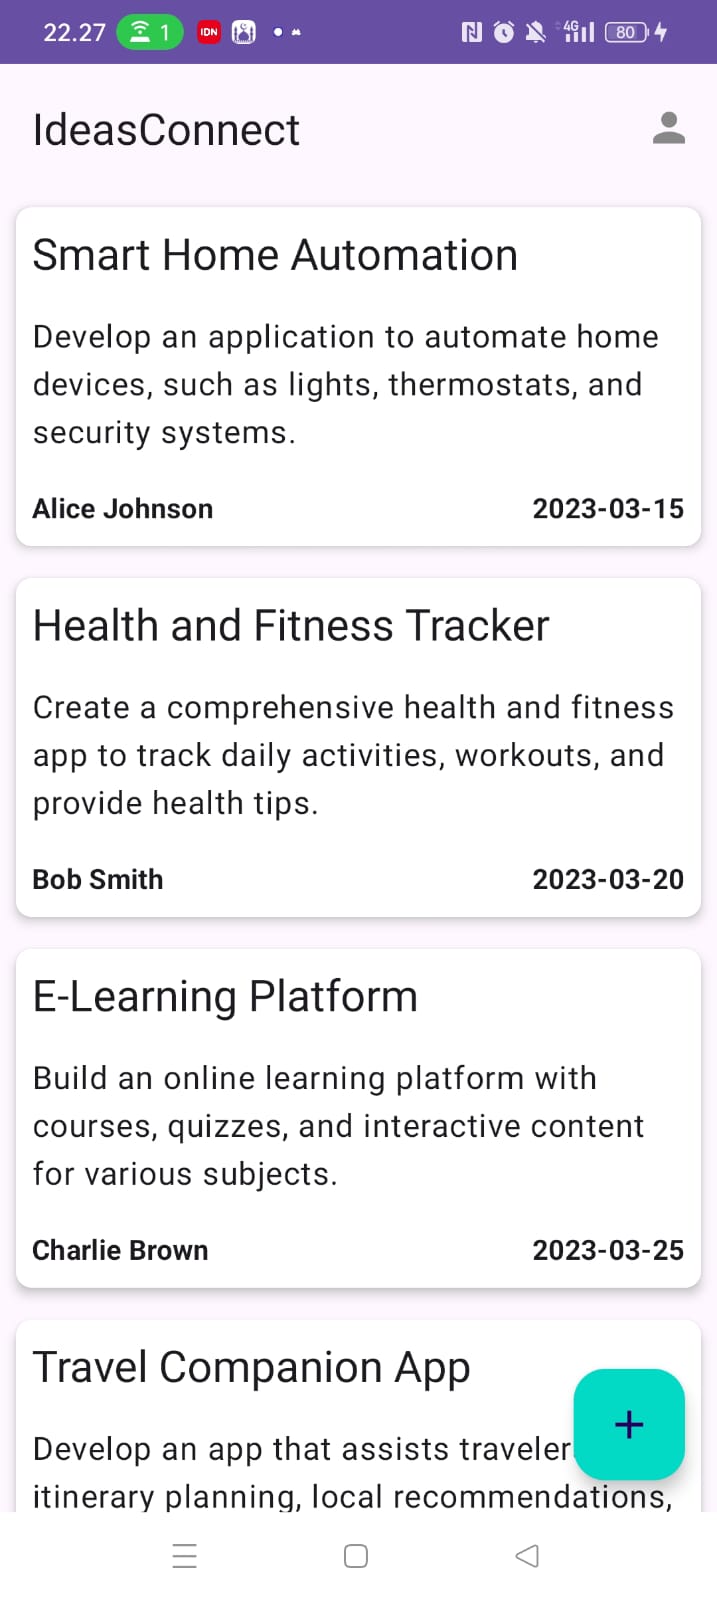 22.27
1
IDN
4G
80
IdeasConnect
Smart Home Automation
Develop an application to automate home
devices, such as lights, thermostats, and
security systems.
Alice Johnson 2023-03-15
Health and Fitness Tracker
Create a comprehensive health and fitness
app to track daily activities, workouts, and
provide health tips.
Bob Smith 2023-03-20
E-Learning Platform
Build an online learning platform with
courses, quizzes, and interactive content
for various subjects.
Charlie Brown 2023-03-25
Travel Companion App
Develop an app that assists traveler
itinerary planning, local recommendations,